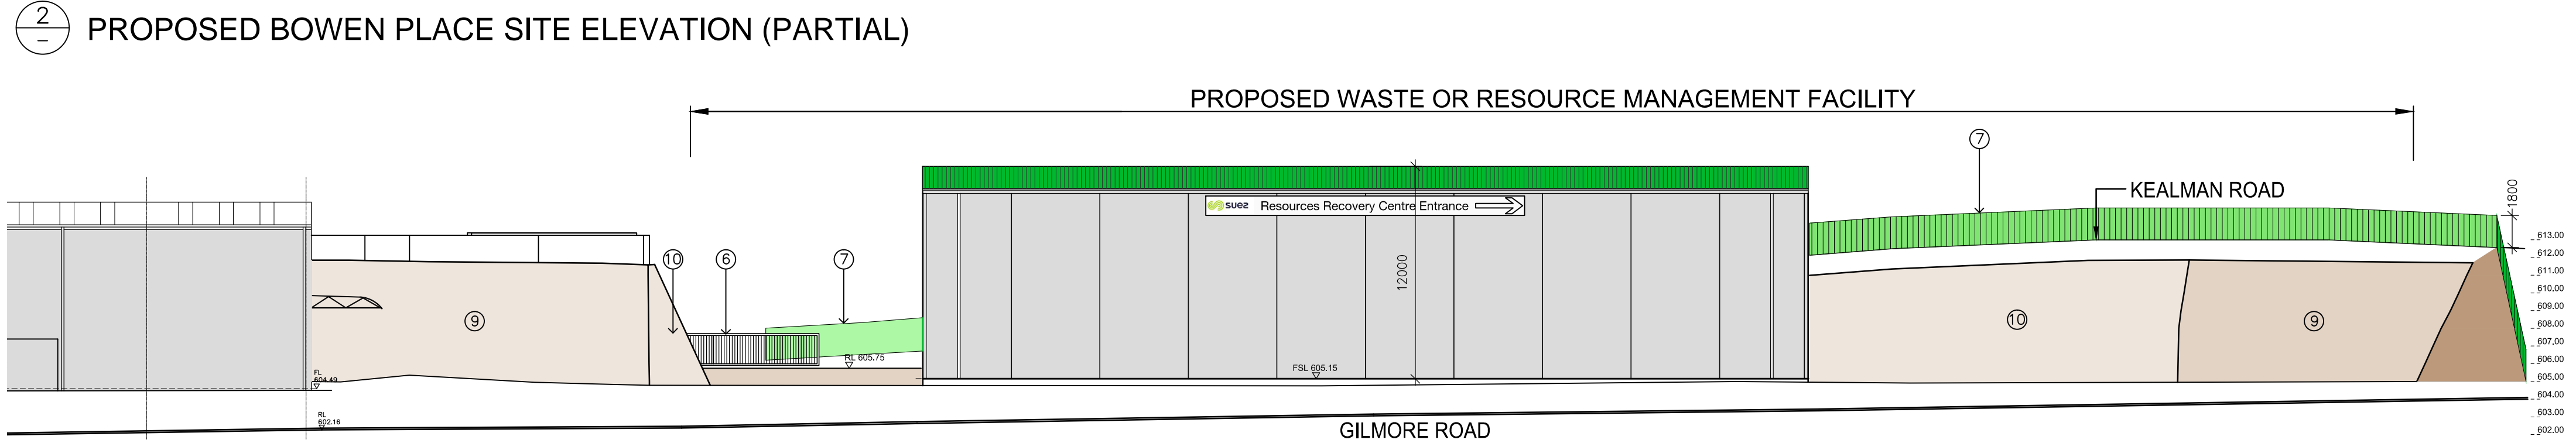 2
–
PROPOSED BOWEN PLACE SITE ELEVATION (PARTIAL)
PROPOSED WASTE OR RESOURCE MANAGEMENT FACILITY
7
KEALMAN ROAD
1800
suez Resources Recovery Centre Entrance
10
6
7
12000
9
10
9
RL 605.75
FSL 605.15
FL
604.49
RL
602.16
GILMORE ROAD
613.00
612.00
611.00
610.00
609.00
608.00
607.00
606.00
605.00
604.00
603.00
602.00